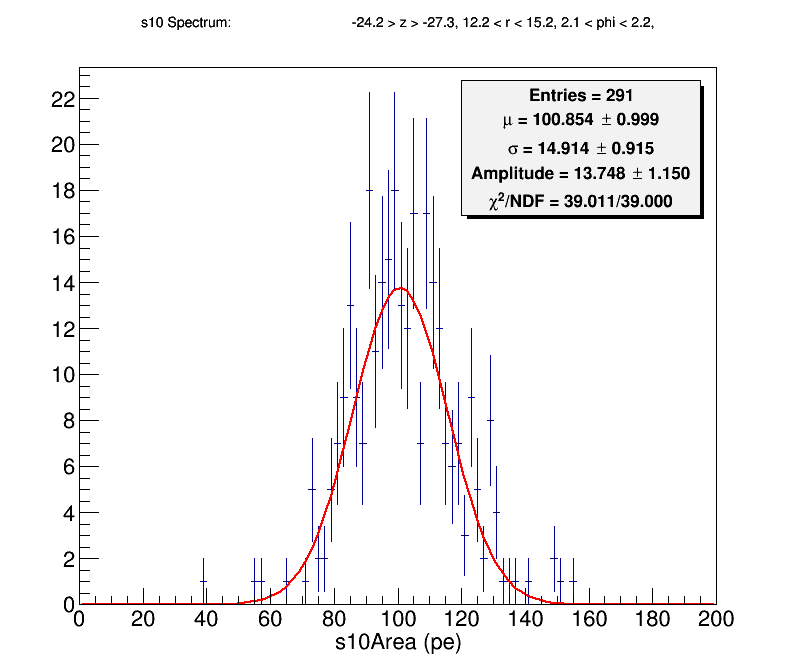 s10 Spectrum: -24.2 > z > -27.3, 12.2 < r < 15.2, 2.1 < phi < 2.2,
Entries = 291
μ = 100.854 ± 0.999
σ = 14.914 ± 0.915
Amplitude = 13.748 ± 1.150
χ²/NDF = 39.011/39.000
22
20
18
16
14
12
10
8
6
4
2
0
0 20 40 60 80 100 120 140 160 180 200
s10Area (pe)